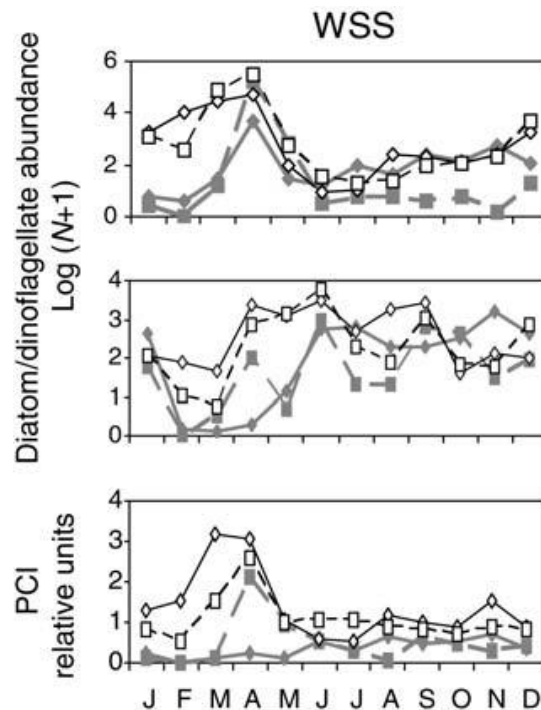 WSS
Diatom/dinoflagellate abundance
Log (N+1)
6
4
2
0
4
3
2
1
0
PCI
relative units
4
3
2
1
0
J F M A M J J A S O N D